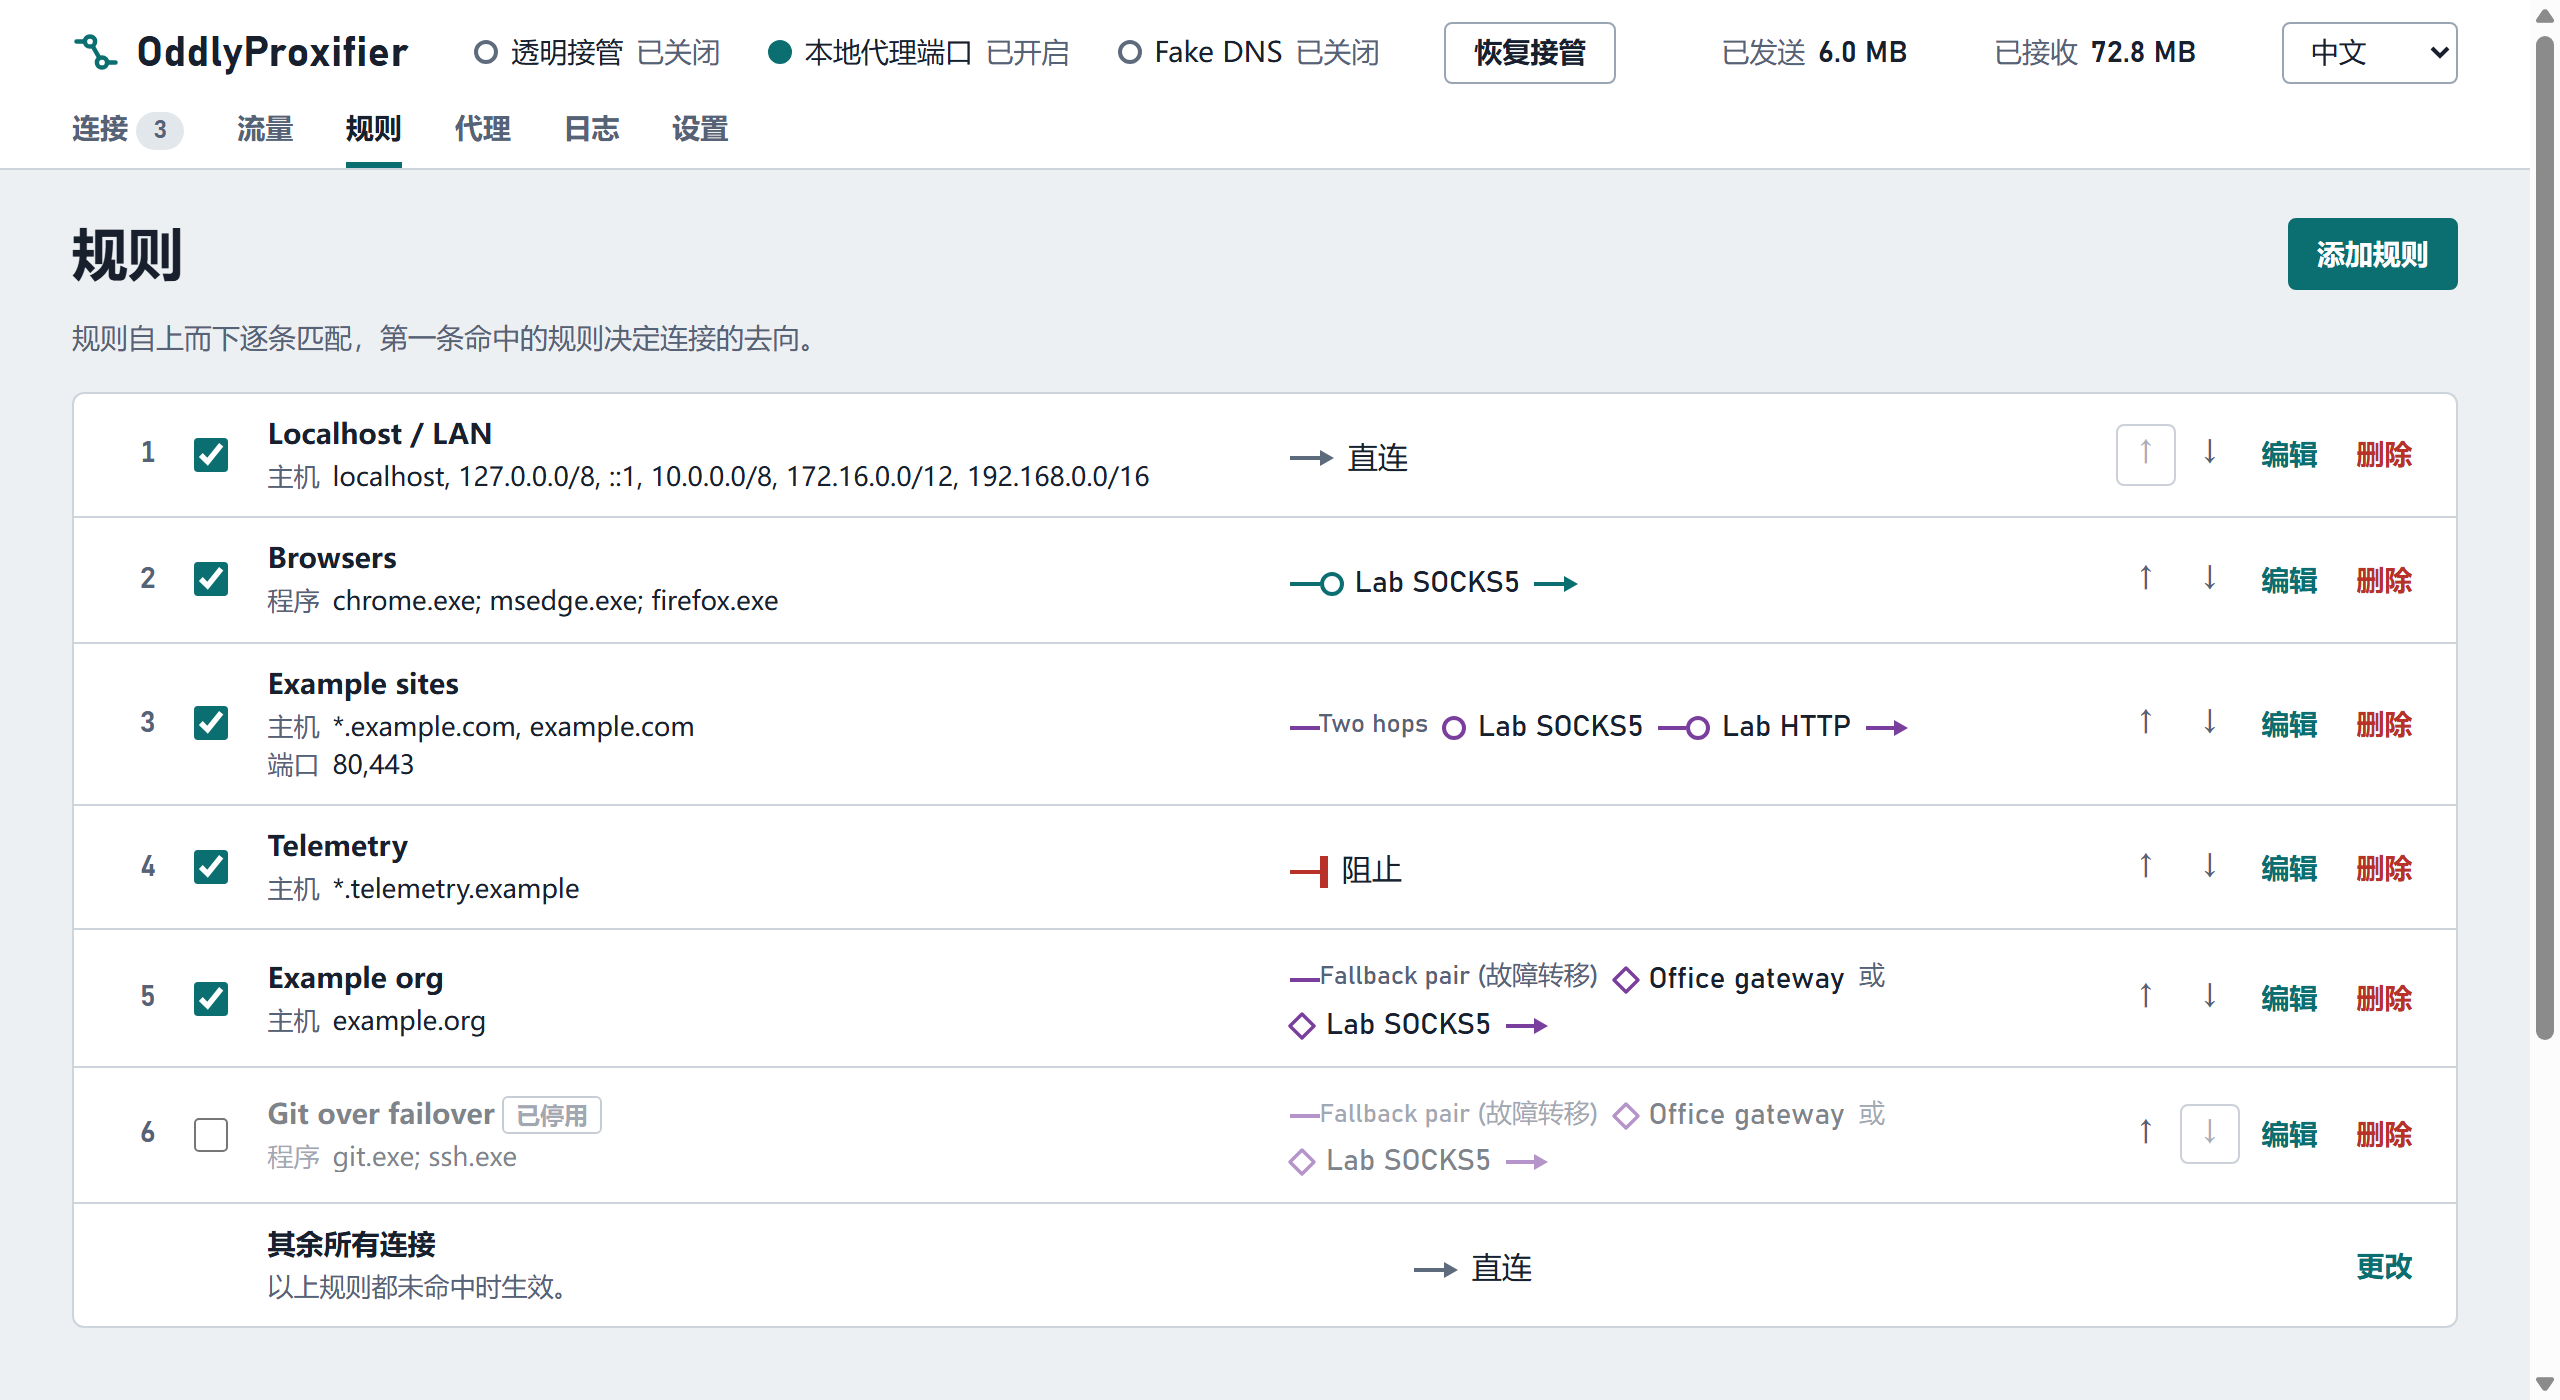 OddlyProxifier 透明接管 已关闭 本地代理端口 已开启 Fake DNS 已关闭 恢复接管 已发送 6.0 MB 已接收 72.8 MB 中文
连接 3 流量 规则 代理 日志 设置
规则 添加规则
规则自上而下逐条匹配，第一条命中的规则决定连接的去向。
1 Localhost / LAN
主机 localhost, 127.0.0.0/8, ::1, 10.0.0.0/8, 172.16.0.0/12, 192.168.0.0/16
直连 ↑ ↓ 编辑 删除
2 Browsers
程序 chrome.exe; msedge.exe; firefox.exe
Lab SOCKS5 ↑ ↓ 编辑 删除
3 Example sites
主机 *.example.com, example.com
端口 80,443
Two hops Lab SOCKS5 Lab HTTP ↑ ↓ 编辑 删除
4 Telemetry
主机 *.telemetry.example
阻止 ↑ ↓ 编辑 删除
5 Example org
主机 example.org
Fallback pair (故障转移) Office gateway 或
Lab SOCKS5
↑ ↓ 编辑 删除
6 Git over failover 已停用
程序 git.exe; ssh.exe
Fallback pair (故障转移) Office gateway 或
Lab SOCKS5
↑ ↓ 编辑 删除
其余所有连接
以上规则都未命中时生效。
直连 更改